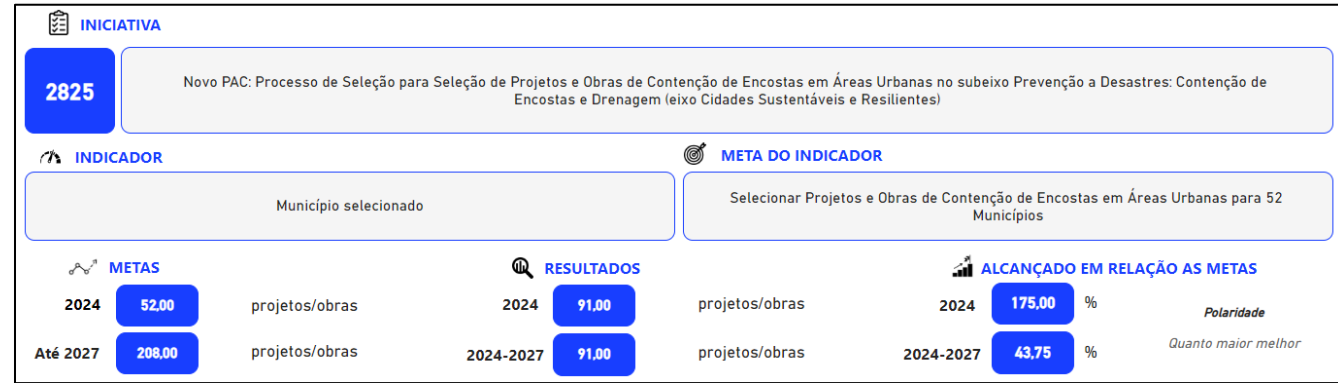 INICIATIVA
2825
Novo PAC: Processo de Seleção para Seleção de Projetos e Obras de Contenção de Encostas em Áreas Urbanas no subeixo Prevenção a Desastres: Contenção de
Encostas e Drenagem (eixo Cidades Sustentáveis e Resilientes)
INDICADOR
META DO INDICADOR
Município selecionado
Selecionar Projetos e Obras de Contenção de Encostas em Áreas Urbanas para 52
Municípios
METAS
RESULTADOS
ALCANÇADO EM RELAÇÃO AS METAS
2024 52,00 projetos/obras 2024 91,00 projetos/obras 2024 175,00 %
Polaridade
Até 2027 208,00 projetos/obras 2024-2027 91,00 projetos/obras 2024-2027 43,75 %
Quanto maior melhor